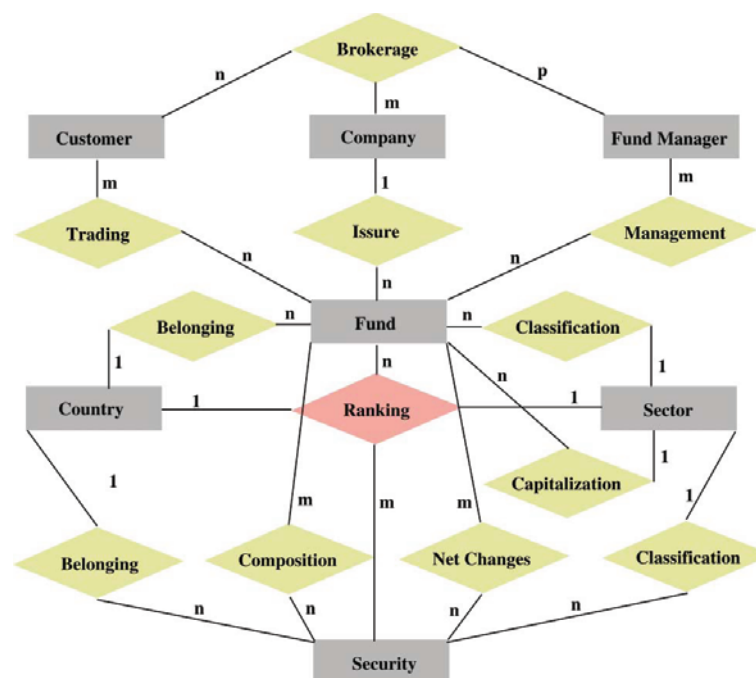 Brokerage
n
p
m
Customer
Company
Fund Manager
m
1
m
Trading
Issure
Management
n
n
n
Belonging
n
Fund
n
Classification
1
n
n
1
Country
1
Ranking
1
Sector
1
m
m
m
Capitalization
1
1
Belonging
Composition
Net Changes
Classification
n
n
n
n
Security